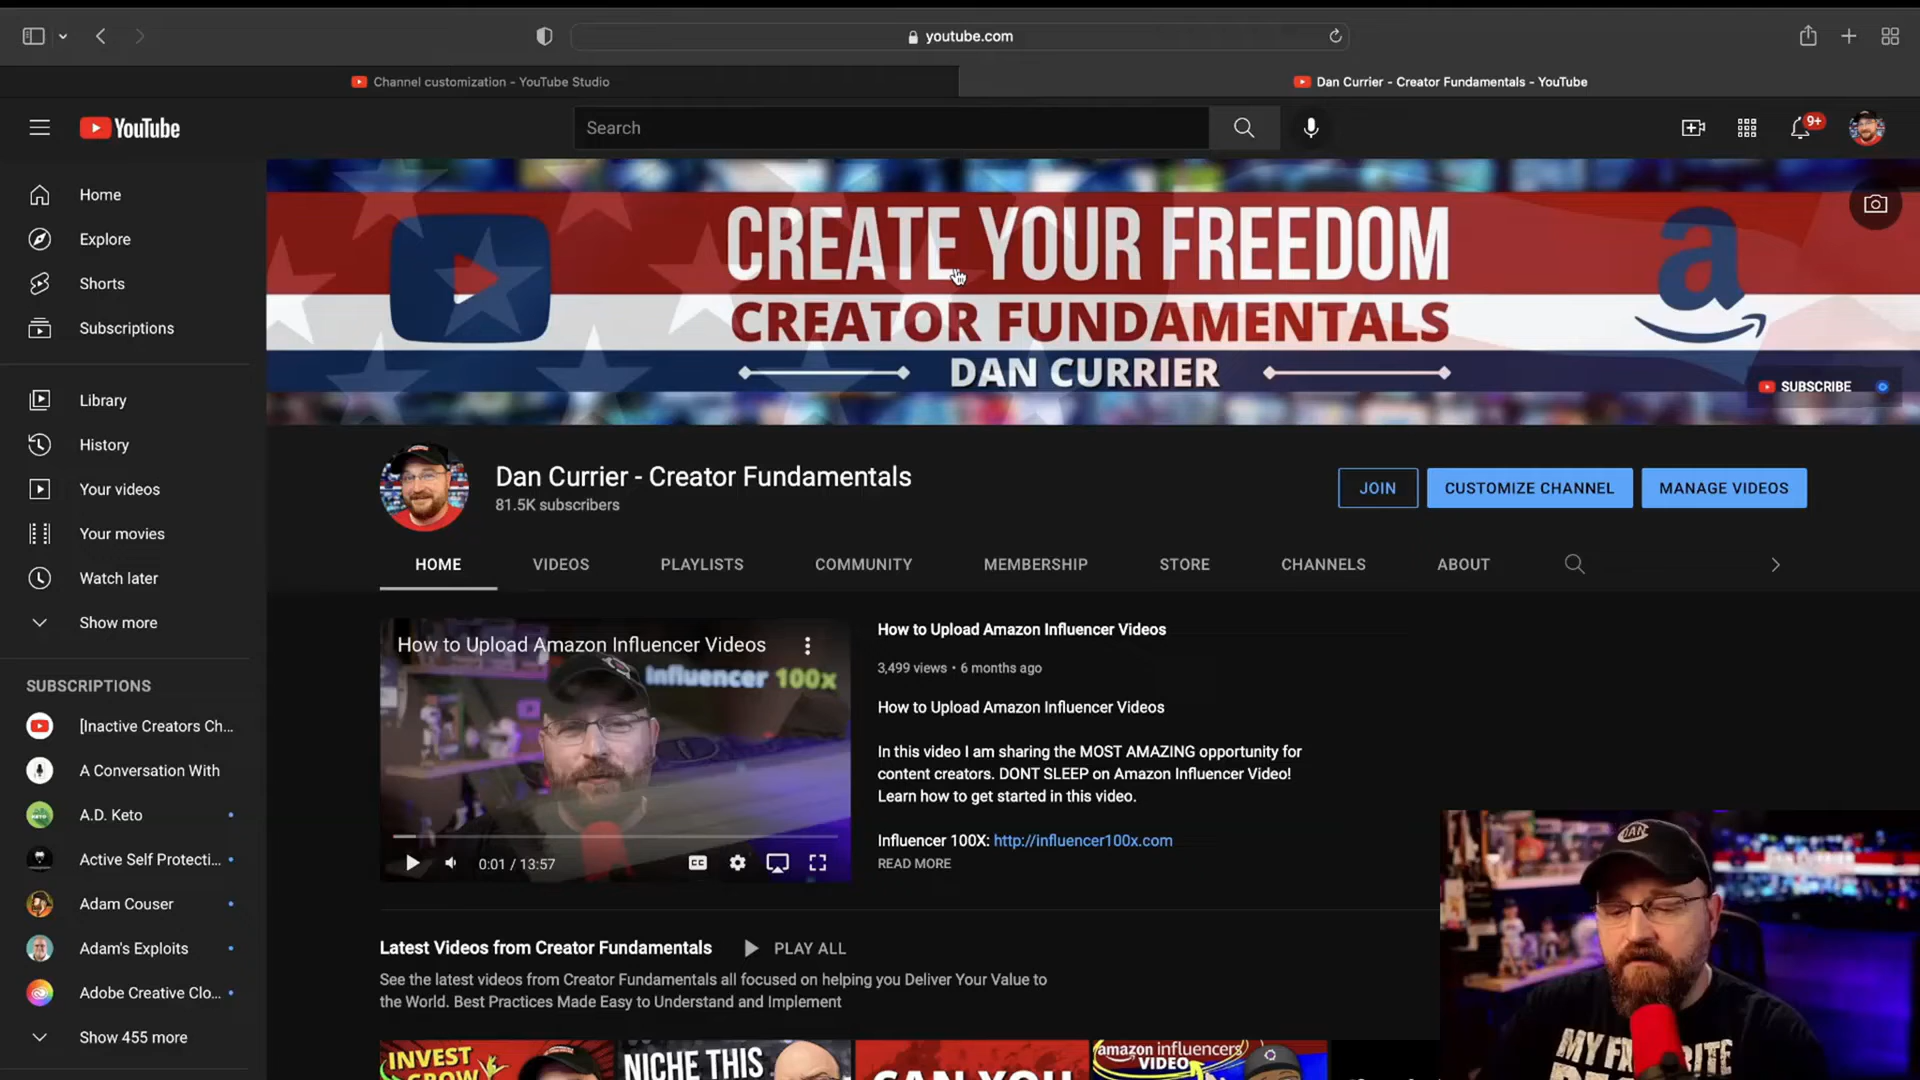 youtube.com
Channel customization - YouTube Studio
Dan Currier - Creator Fundamentals - YouTube
YouTube
Search
9+
Home
Explore
Shorts
Subscriptions
Library
History
Your videos
Your movies
Watch later
Show more
SUBSCRIPTIONS
[Inactive Creators Ch...
A Conversation With
A.D. Keto
Active Self Protecti...
Adam Couser
Adam's Exploits
Adobe Creative Clo...
Show 455 more
CREATE YOUR FREEDOM
CREATOR FUNDAMENTALS
DAN CURRIER
a
SUBSCRIBE
Dan Currier - Creator Fundamentals
81.5K subscribers
JOIN
CUSTOMIZE CHANNEL
MANAGE VIDEOS
HOME
VIDEOS
PLAYLISTS
COMMUNITY
MEMBERSHIP
STORE
CHANNELS
ABOUT
How to Upload Amazon Influencer Videos
Influencer 100x
0:01 / 13:57
CC
How to Upload Amazon Influencer Videos
3,499 views • 6 months ago
How to Upload Amazon Influencer Videos
In this video I am sharing the MOST AMAZING opportunity for
content creators. DONT SLEEP on Amazon Influencer Video!
Learn how to get started in this video.
Influencer 100X: http://influencer100x.com
READ MORE
Latest Videos from Creator Fundamentals
PLAY ALL
See the latest videos from Creator Fundamentals all focused on helping you Deliver Your Value to
the World. Best Practices Made Easy to Understand and Implement
INVEST
GROW
NICHE THIS
CAN YOU
amazon influencers
VIDEO
DAN
MY